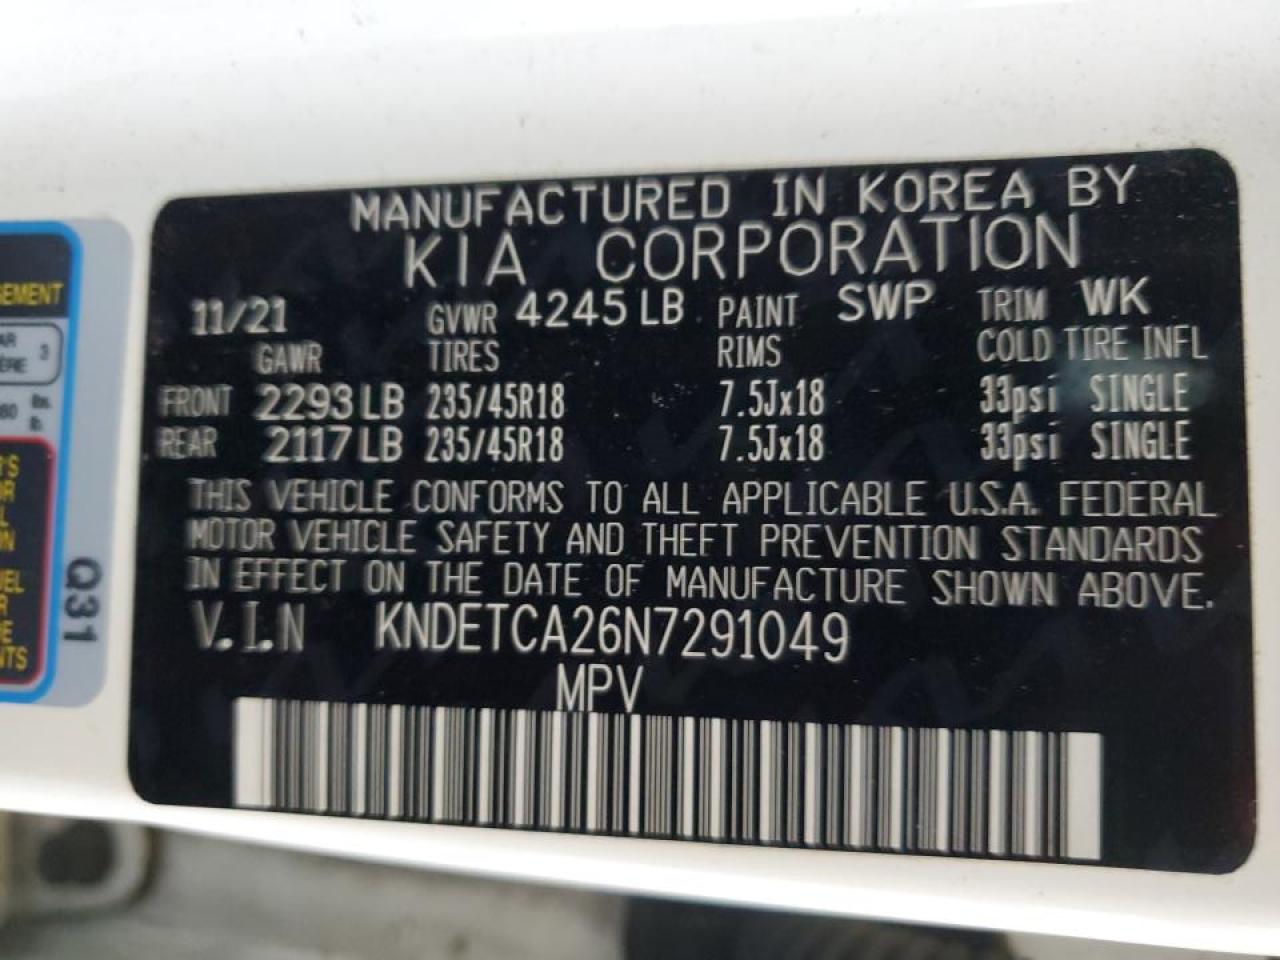 MANUFACTURED IN KOREA BY
KIA CORPORATION
11/21 GVWR 4245 LB PAINT SWP TRIM WK
GAWR TIRES RIMS COLD TIRE INFL
FRONT 2293 LB 235/45R18 7.5Jx18 33psi SINGLE
REAR 2117 LB 235/45R18 7.5Jx18 33psi SINGLE
THIS VEHICLE CONFORMS TO ALL APPLICABLE U.S.A. FEDERAL
MOTOR VEHICLE SAFETY AND THEFT PREVENTION STANDARDS
IN EFFECT ON THE DATE OF MANUFACTURE SHOWN ABOVE.
V.I.N KNDETCA26N7291049
MPV
3
lbs.
lb.
Q31